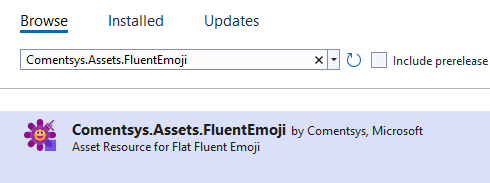 Browse Installed Updates
Comentsys.Assets.FluentEmoji
Include prerelease
Comentsys.Assets.FluentEmoji by Comentsys, Microsoft
Asset Resource for Flat Fluent Emoji